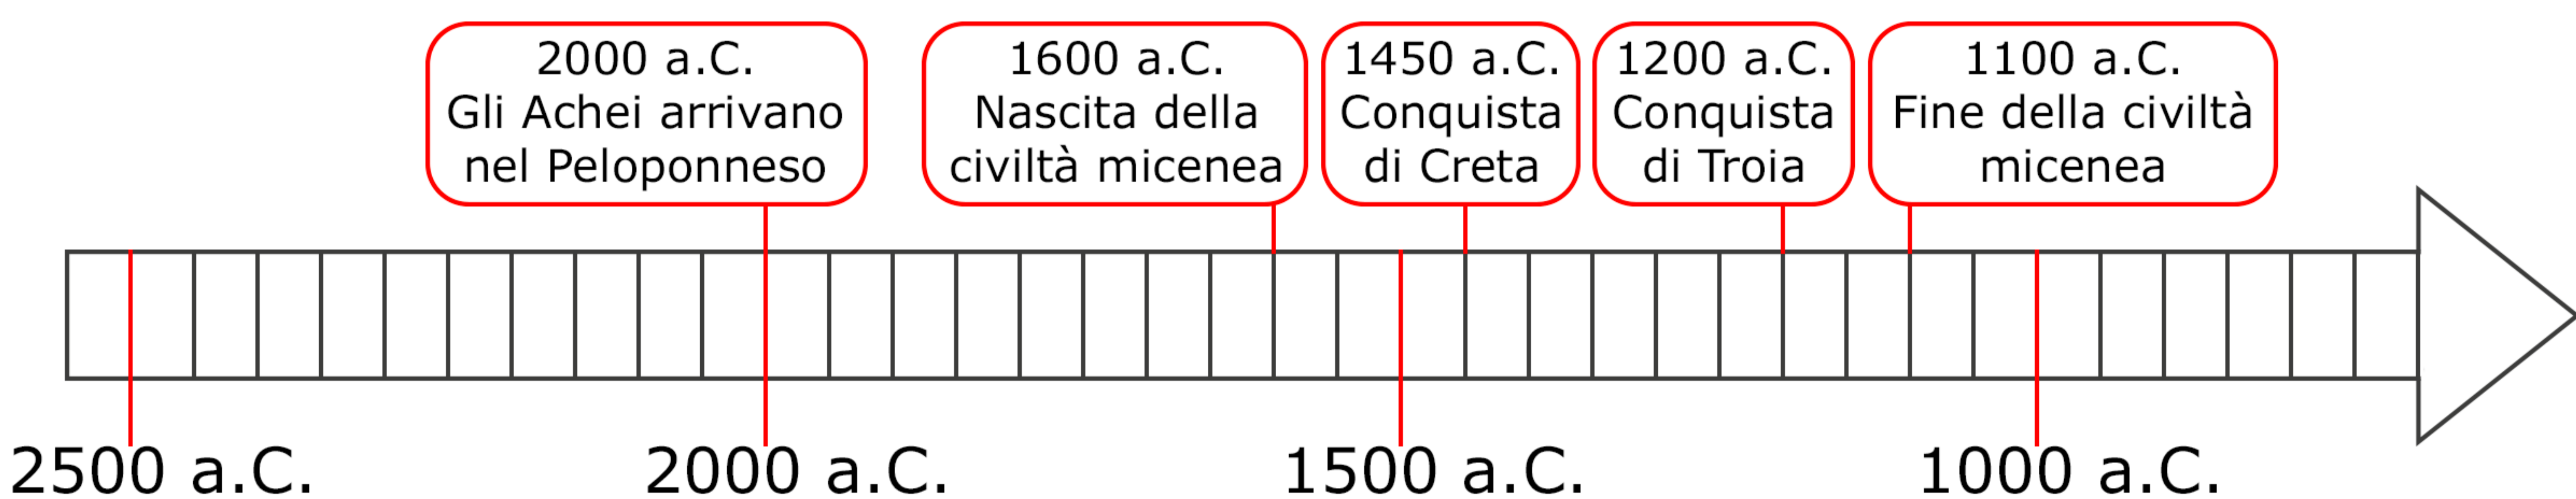 2000 a.C.
Gli Achei arrivano
nel Peloponneso
1600 a.C.
Nascita della
civiltà micenea
1450 a.C.
Conquista
di Creta
1200 a.C.
Conquista
di Troia
1100 a.C.
Fine della civiltà
micenea
2500 a.C.
2000 a.C.
1500 a.C.
1000 a.C.